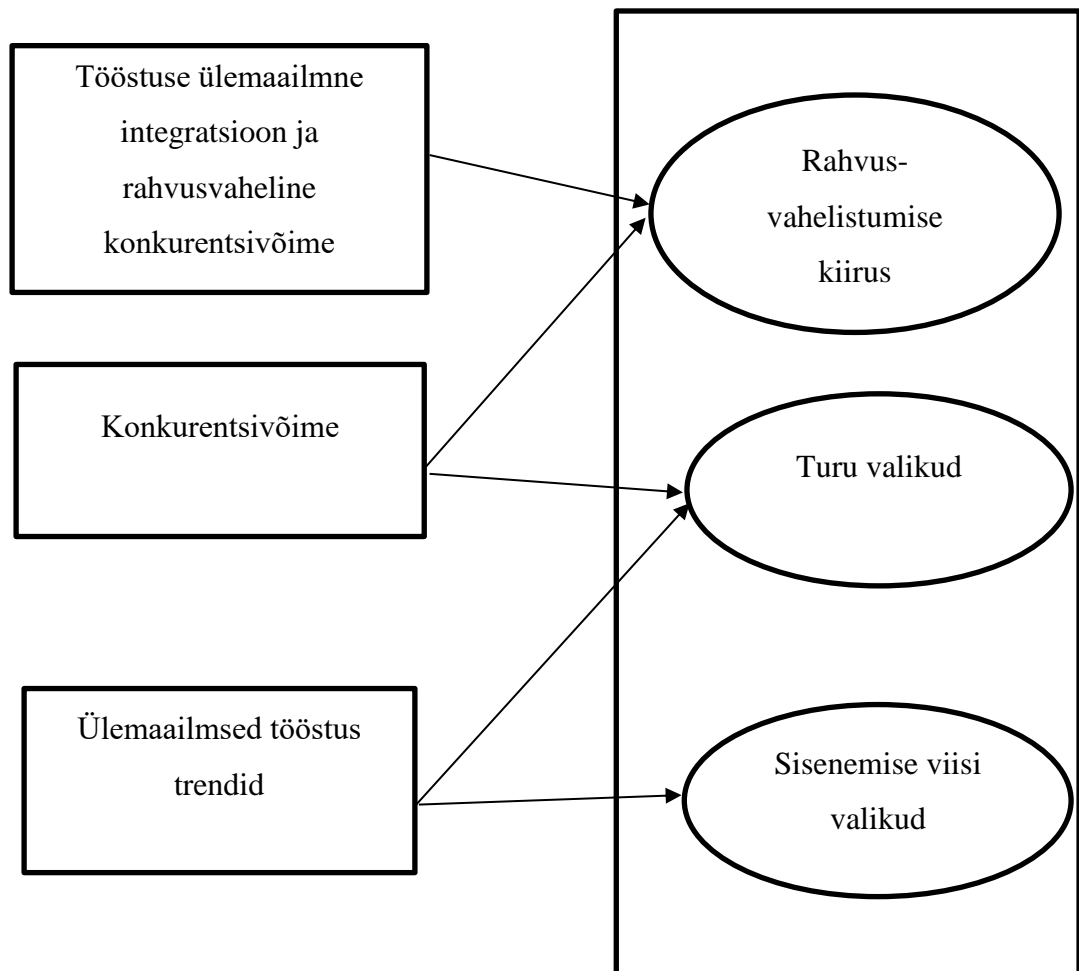 Tööstuse ülemaailmne
integratsioon ja
rahvusvaheline
konkurentsivõime
Rahvus-
vahelistumise
kiirus
Konkurentsivõime
Turu valikud
Ülemaailmsed tööstus
trendid
Sisenemise viisi
valikud